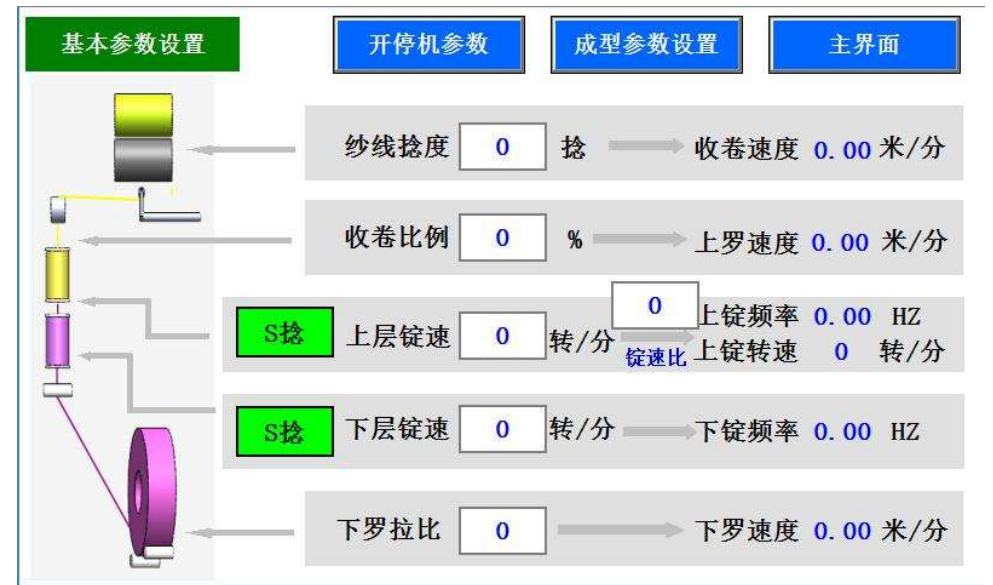 基本参数设置 开停机参数 成型参数设置 主界面
纱线捻度 0 捻 收卷速度 0.00 米/分
收卷比例 0 % 上罗速度 0.00 米/分
0
S捻 上层锭速 0 转/分 锭速比 上锭频率 0.00 HZ
上锭转速 0 转/分
S捻 下层锭速 0 转/分 下锭频率 0.00 HZ
下罗拉比 0 下罗速度 0.00 米/分